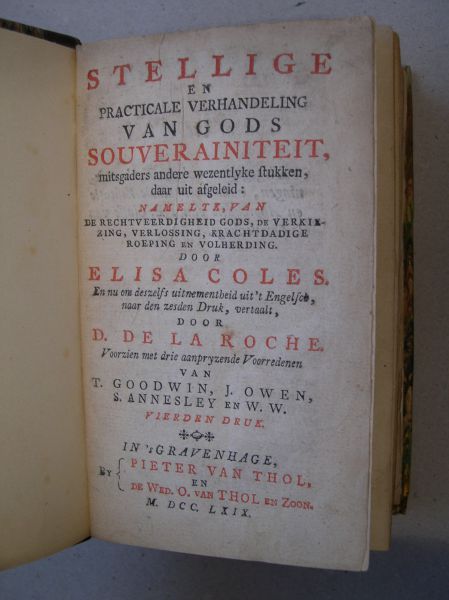 STELLIGE
EN
PRACTICALE VERHANDELING
VAN GODS
SOUVERAINITEIT,
mitsgaders andere wezentlyke stukken,
daar uit afgeleid:
NAMELYK, VAN
DE RECHTVEERDIGHEID GODS, DE VERKIE-
ZING, VERLOSSING, KRACHTDADIGE
ROEPING EN VOLHERDING.
DOOR
ELISA COLES.
En nu om deszelfs uitnementheid uit 't Engelsch,
naar den zesden Druk, vertaalt,
DOOR
D. DE LA ROCHE.
Voorzien met drie aanpryzende Voorredenen
VAN
T. GOODWIN, J. OWEN,
S. ANNESLEY EN W. W.
VIERDEN DRUK.
IN 'sGRAVENHAGE,
BY { PIETER VAN THOL,
EN
DE WED. O. VAN THOL EN ZOON.
M. DCC. LXIX.